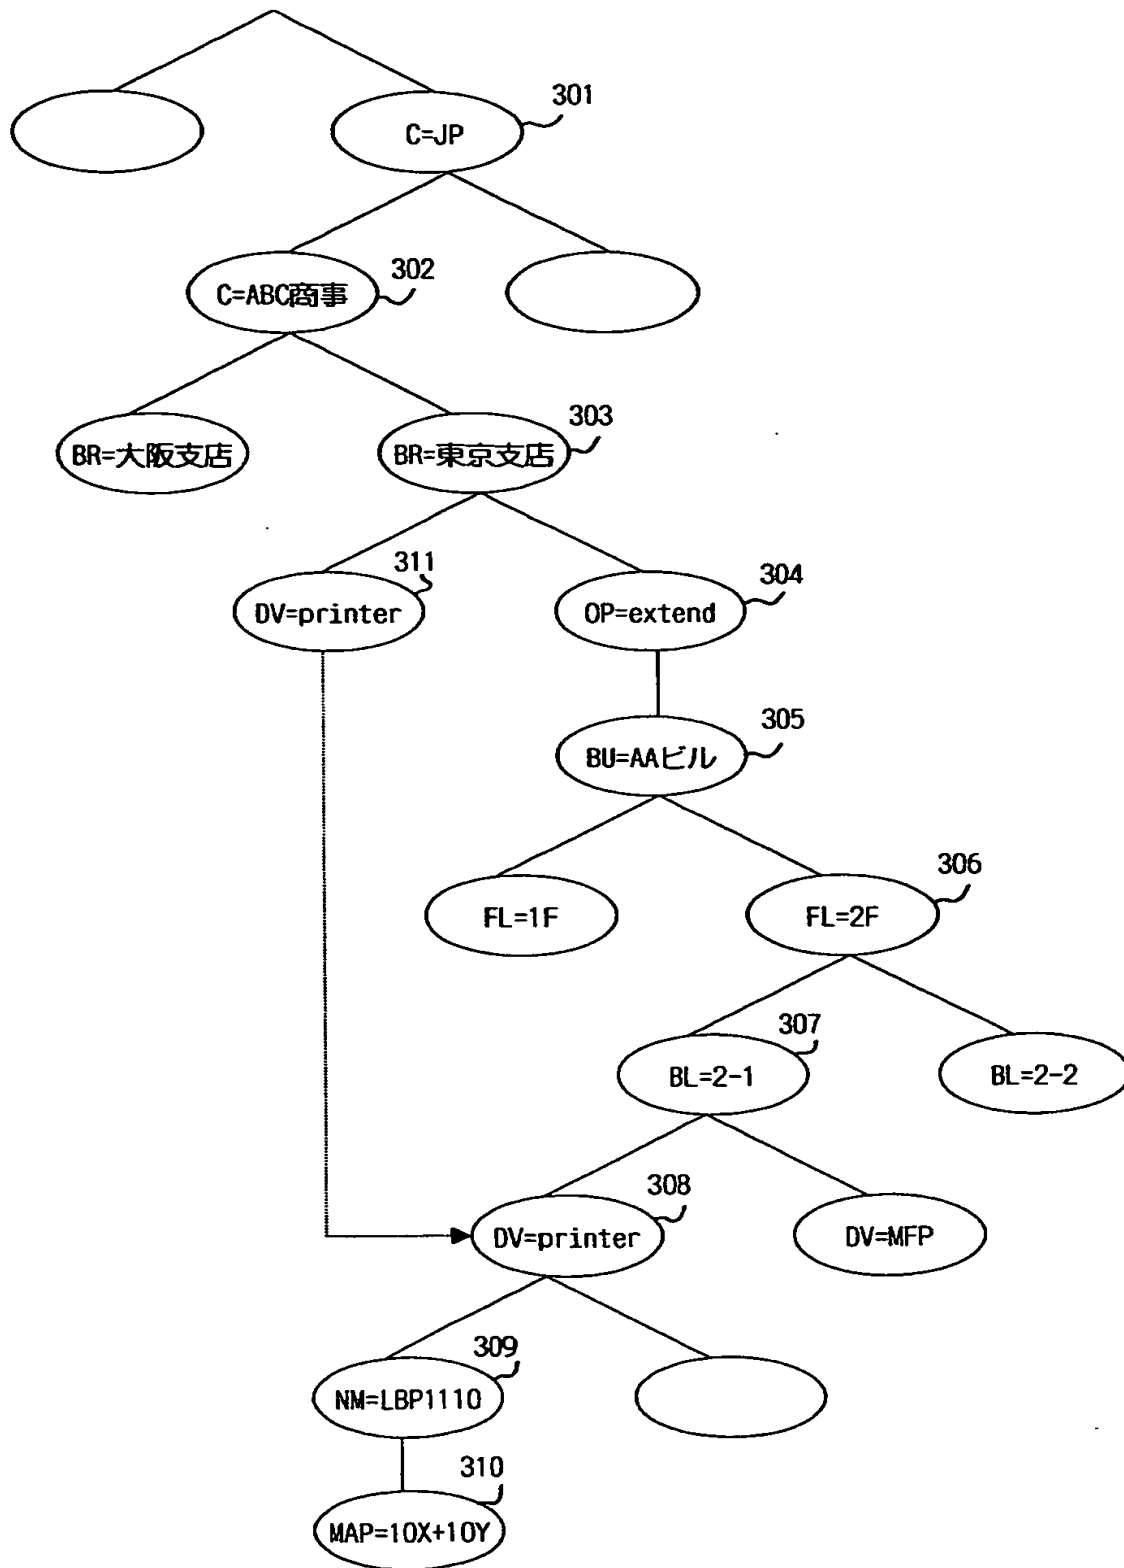 301
C=JP
302
C=ABC商事
303
BR=大阪支店
BR=東京支店
311
304
DV=printer
OP=extend
305
BU=AAビル
306
FL=1F
FL=2F
307
BL=2-1
BL=2-2
308
DV=printer
DV=MFP
309
NM=LBP1110
310
MAP=10X+10Y